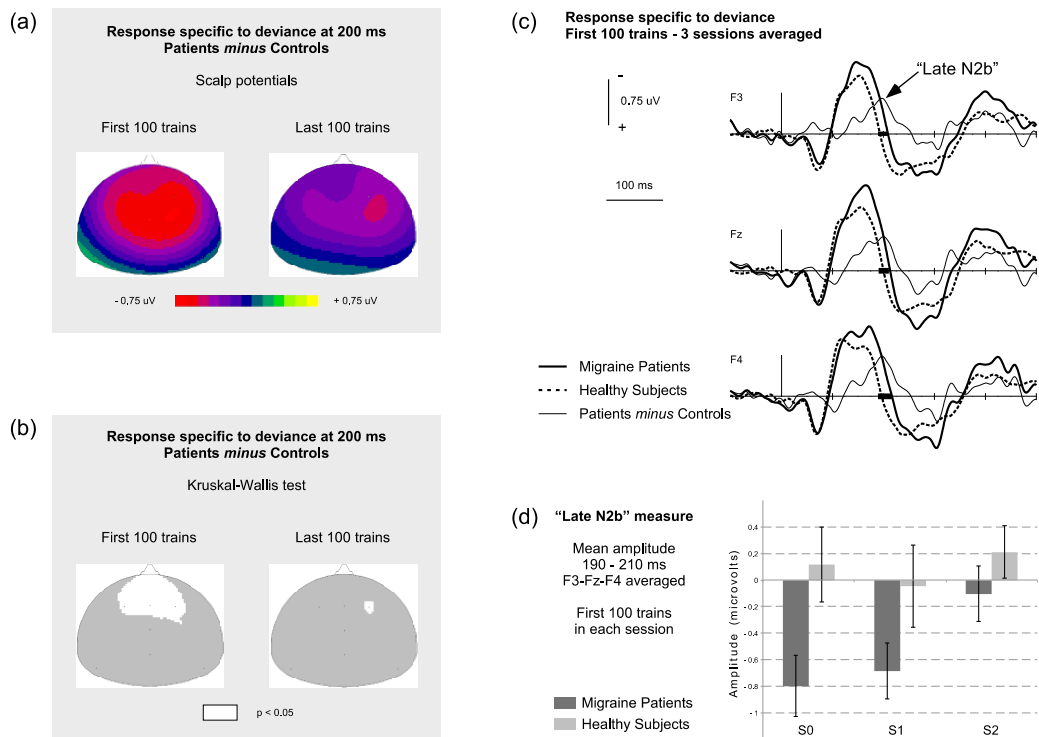 (a)
Response specific to deviance at 200 ms
Patients minus Controls
Scalp potentials
First 100 trains
Last 100 trains
- 0,75 uV
+ 0,75 uV
(b)
Response specific to deviance at 200 ms
Patients minus Controls
Kruskal-Wallis test
First 100 trains
Last 100 trains
p < 0.05
(c)
Response specific to deviance
First 100 trains - 3 sessions averaged
-
0.75 uV
+
100 ms
“Late N2b”
F3
Fz
F4
Migraine Patients
Healthy Subjects
Patients minus Controls
(d)
“Late N2b” measure
Mean amplitude
190 - 210 ms
F3-Fz-F4 averaged
First 100 trains
in each session
Migraine Patients
Healthy Subjects
Amplitude (microvolts)
0.4
0.2
0
- 0.2
- 0.4
- 0.6
- 0.8
- 1
S0
S1
S2